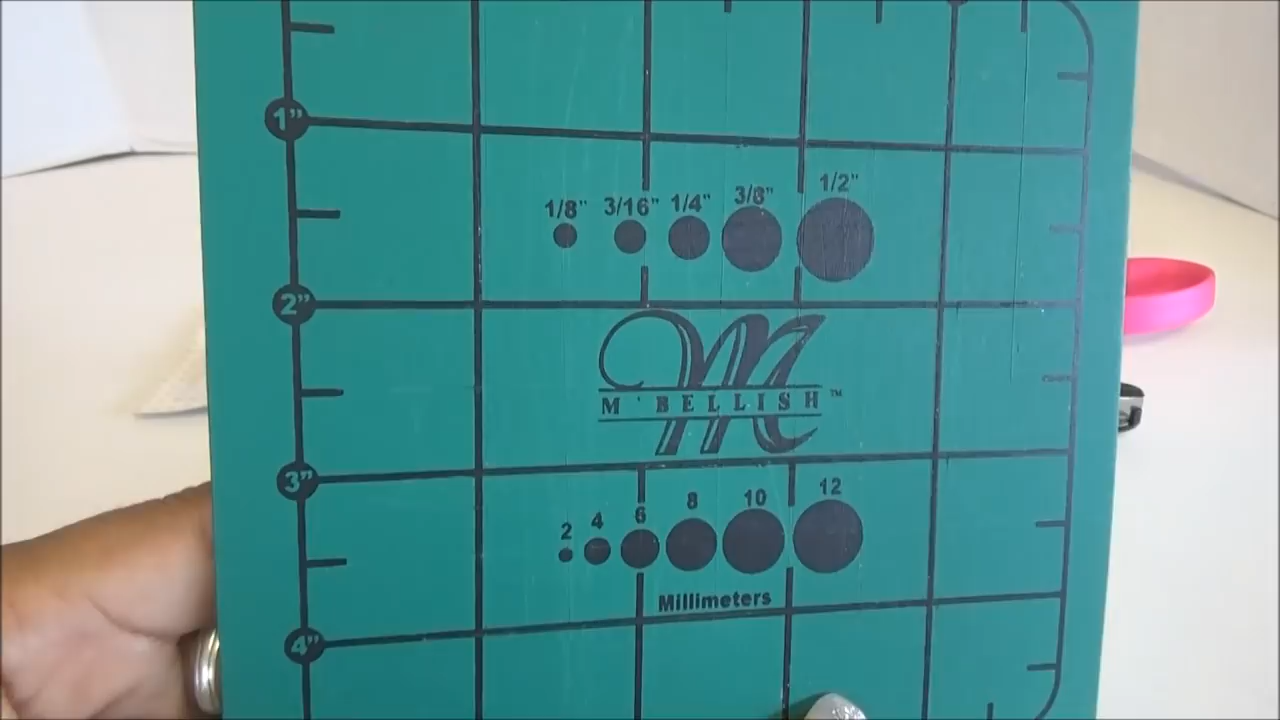 1"
1/8" 3/16" 1/4" 3/8" 1/2"
2"
M'BELLISH™
3"
2 4 6 8 10 12
Millimeters
4"